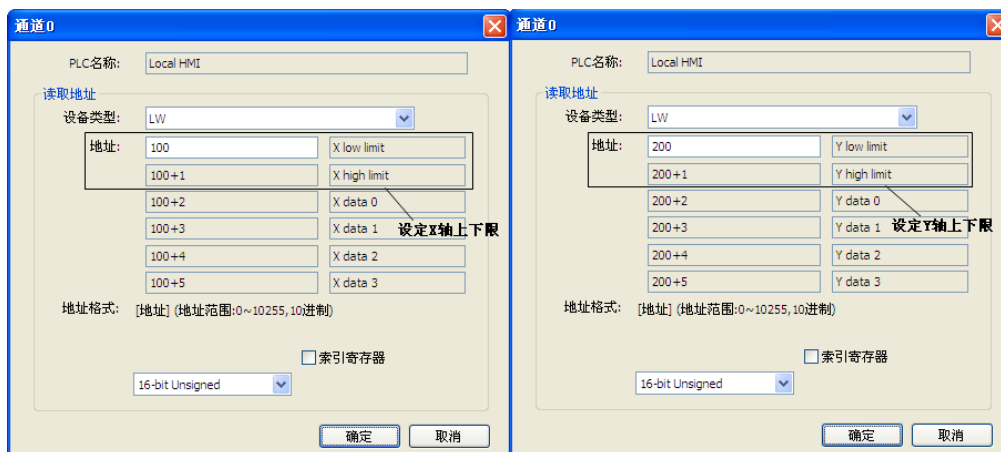 通道0
PLC名称: Local HMI
读取地址
设备类型: LW
地址: 100 X low limit
100+1 X high limit
100+2 X data 0
100+3 X data 1
设定X轴上下限
100+4 X data 2
100+5 X data 3
地址格式: [地址] (地址范围:0~10255,10进制)
索引寄存器
16-bit Unsigned
确定 取消
通道0
PLC名称: Local HMI
读取地址
设备类型: LW
地址: 200 Y low limit
200+1 Y high limit
200+2 Y data 0
200+3 Y data 1
设定Y轴上下限
200+4 Y data 2
200+5 Y data 3
地址格式: [地址] (地址范围:0~10255,10进制)
索引寄存器
16-bit Unsigned
确定 取消